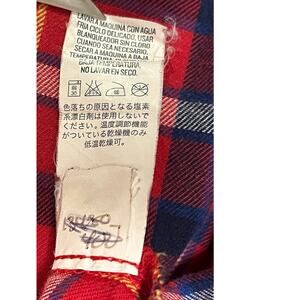 LAVAR A MAQUINA CON AGUA
FRIA CICLO DELICADO. USAR
BLANQUEADOR SIN CLORO
CUANDO SEA NECESARIO.
SECAR A MAQUINA A BAJA
TEMPERATURA.
NO LAVAR EN SECO.
色落ちの原因となる塩素
系漂白剤は使用しないで
ください。温度調節機能
がついている乾燥機でのみ
低温乾燥可。